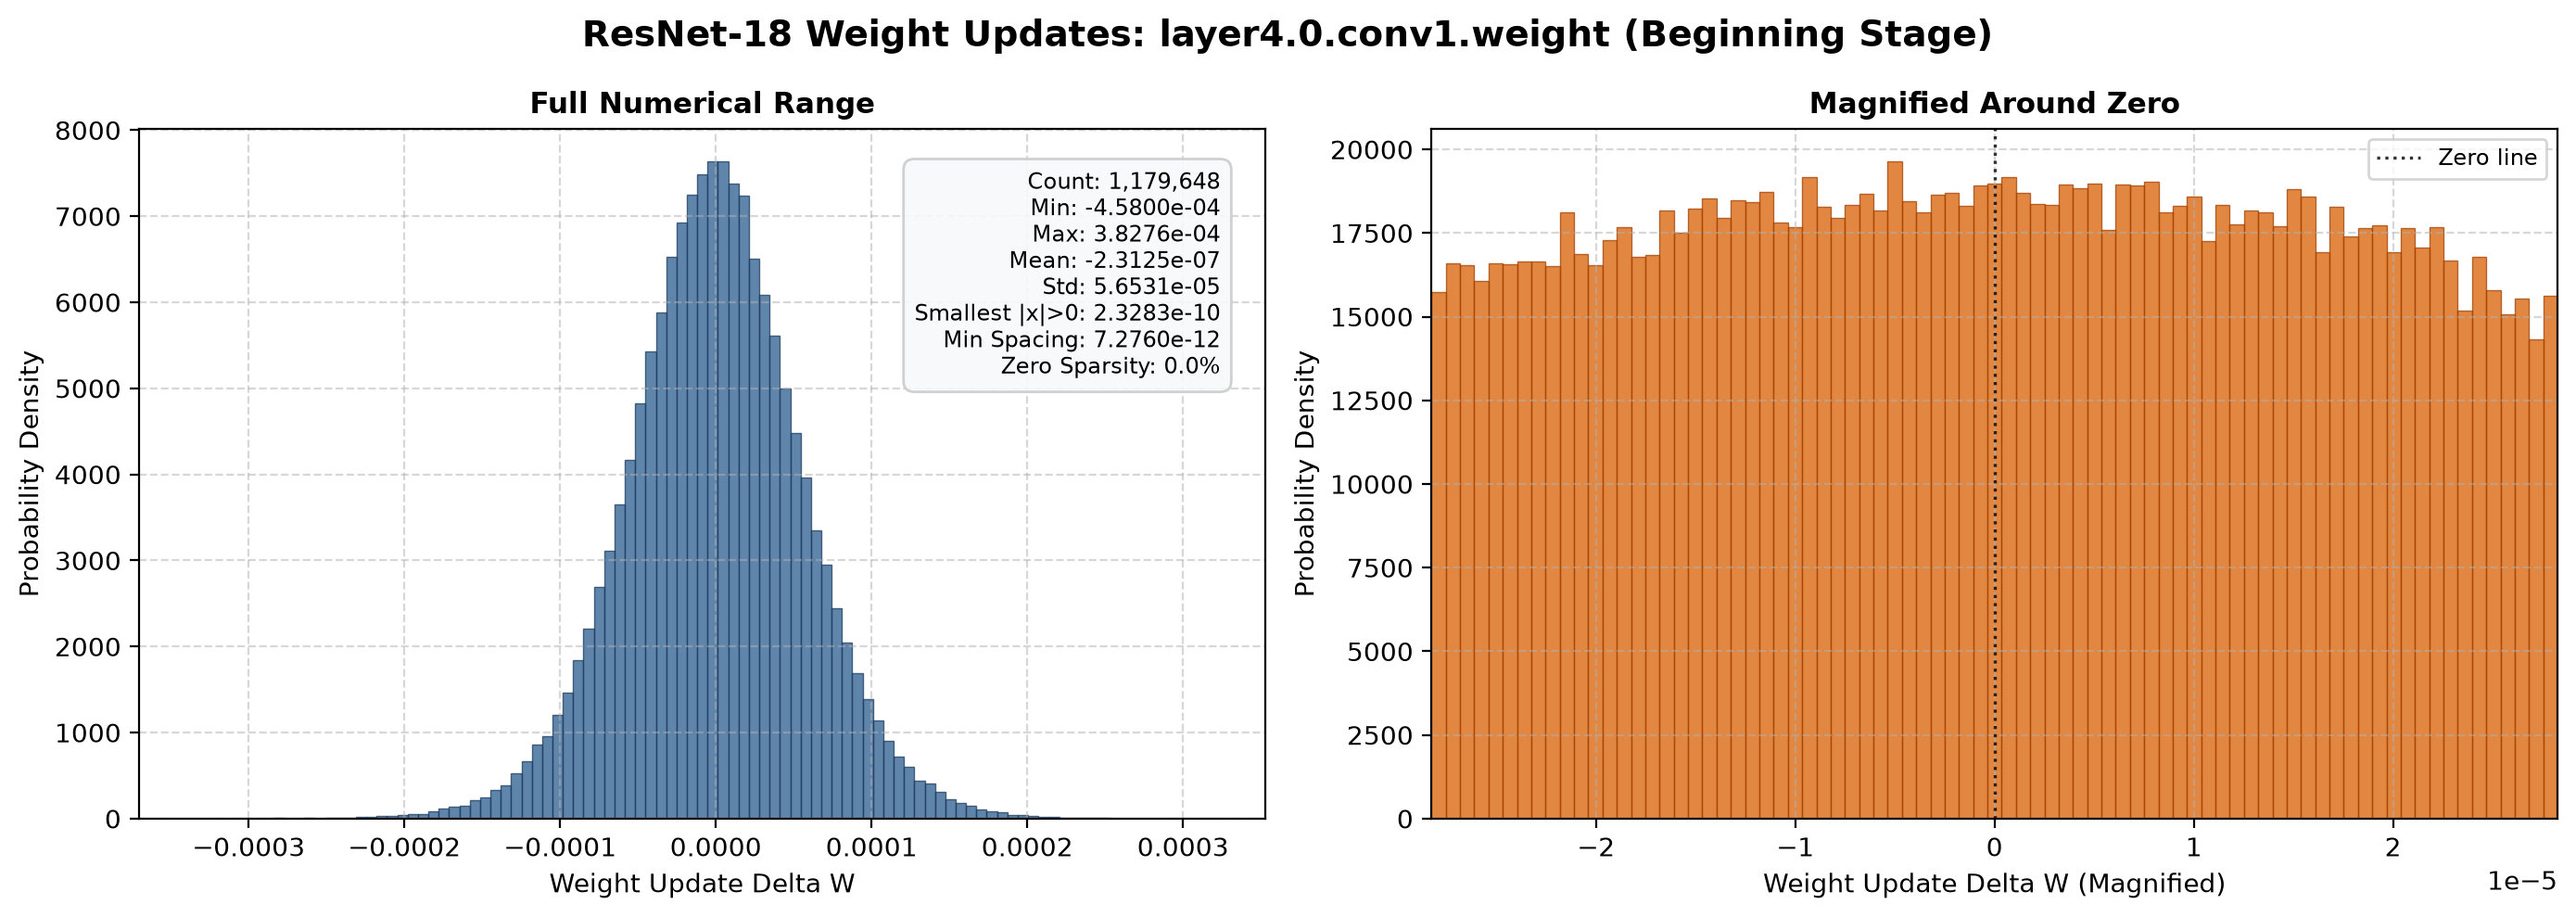 ResNet-18 Weight Updates: layer4.0.conv1.weight (Beginning Stage)
Full Numerical Range
Probability Density
8000
7000
6000
5000
4000
3000
2000
1000
0
Count: 1,179,648
Min: -4.5800e-04
Max: 3.8276e-04
Mean: -2.3125e-07
Std: 5.6531e-05
Smallest |x|>0: 2.3283e-10
Min Spacing: 7.2760e-12
Zero Sparsity: 0.0%
−0.0003 −0.0002 −0.0001 0.0000 0.0001 0.0002 0.0003
Weight Update Delta W
Magnified Around Zero
Probability Density
20000
17500
15000
12500
10000
7500
5000
2500
0
Zero line
−2 −1 0 1 2
1e−5
Weight Update Delta W (Magnified)